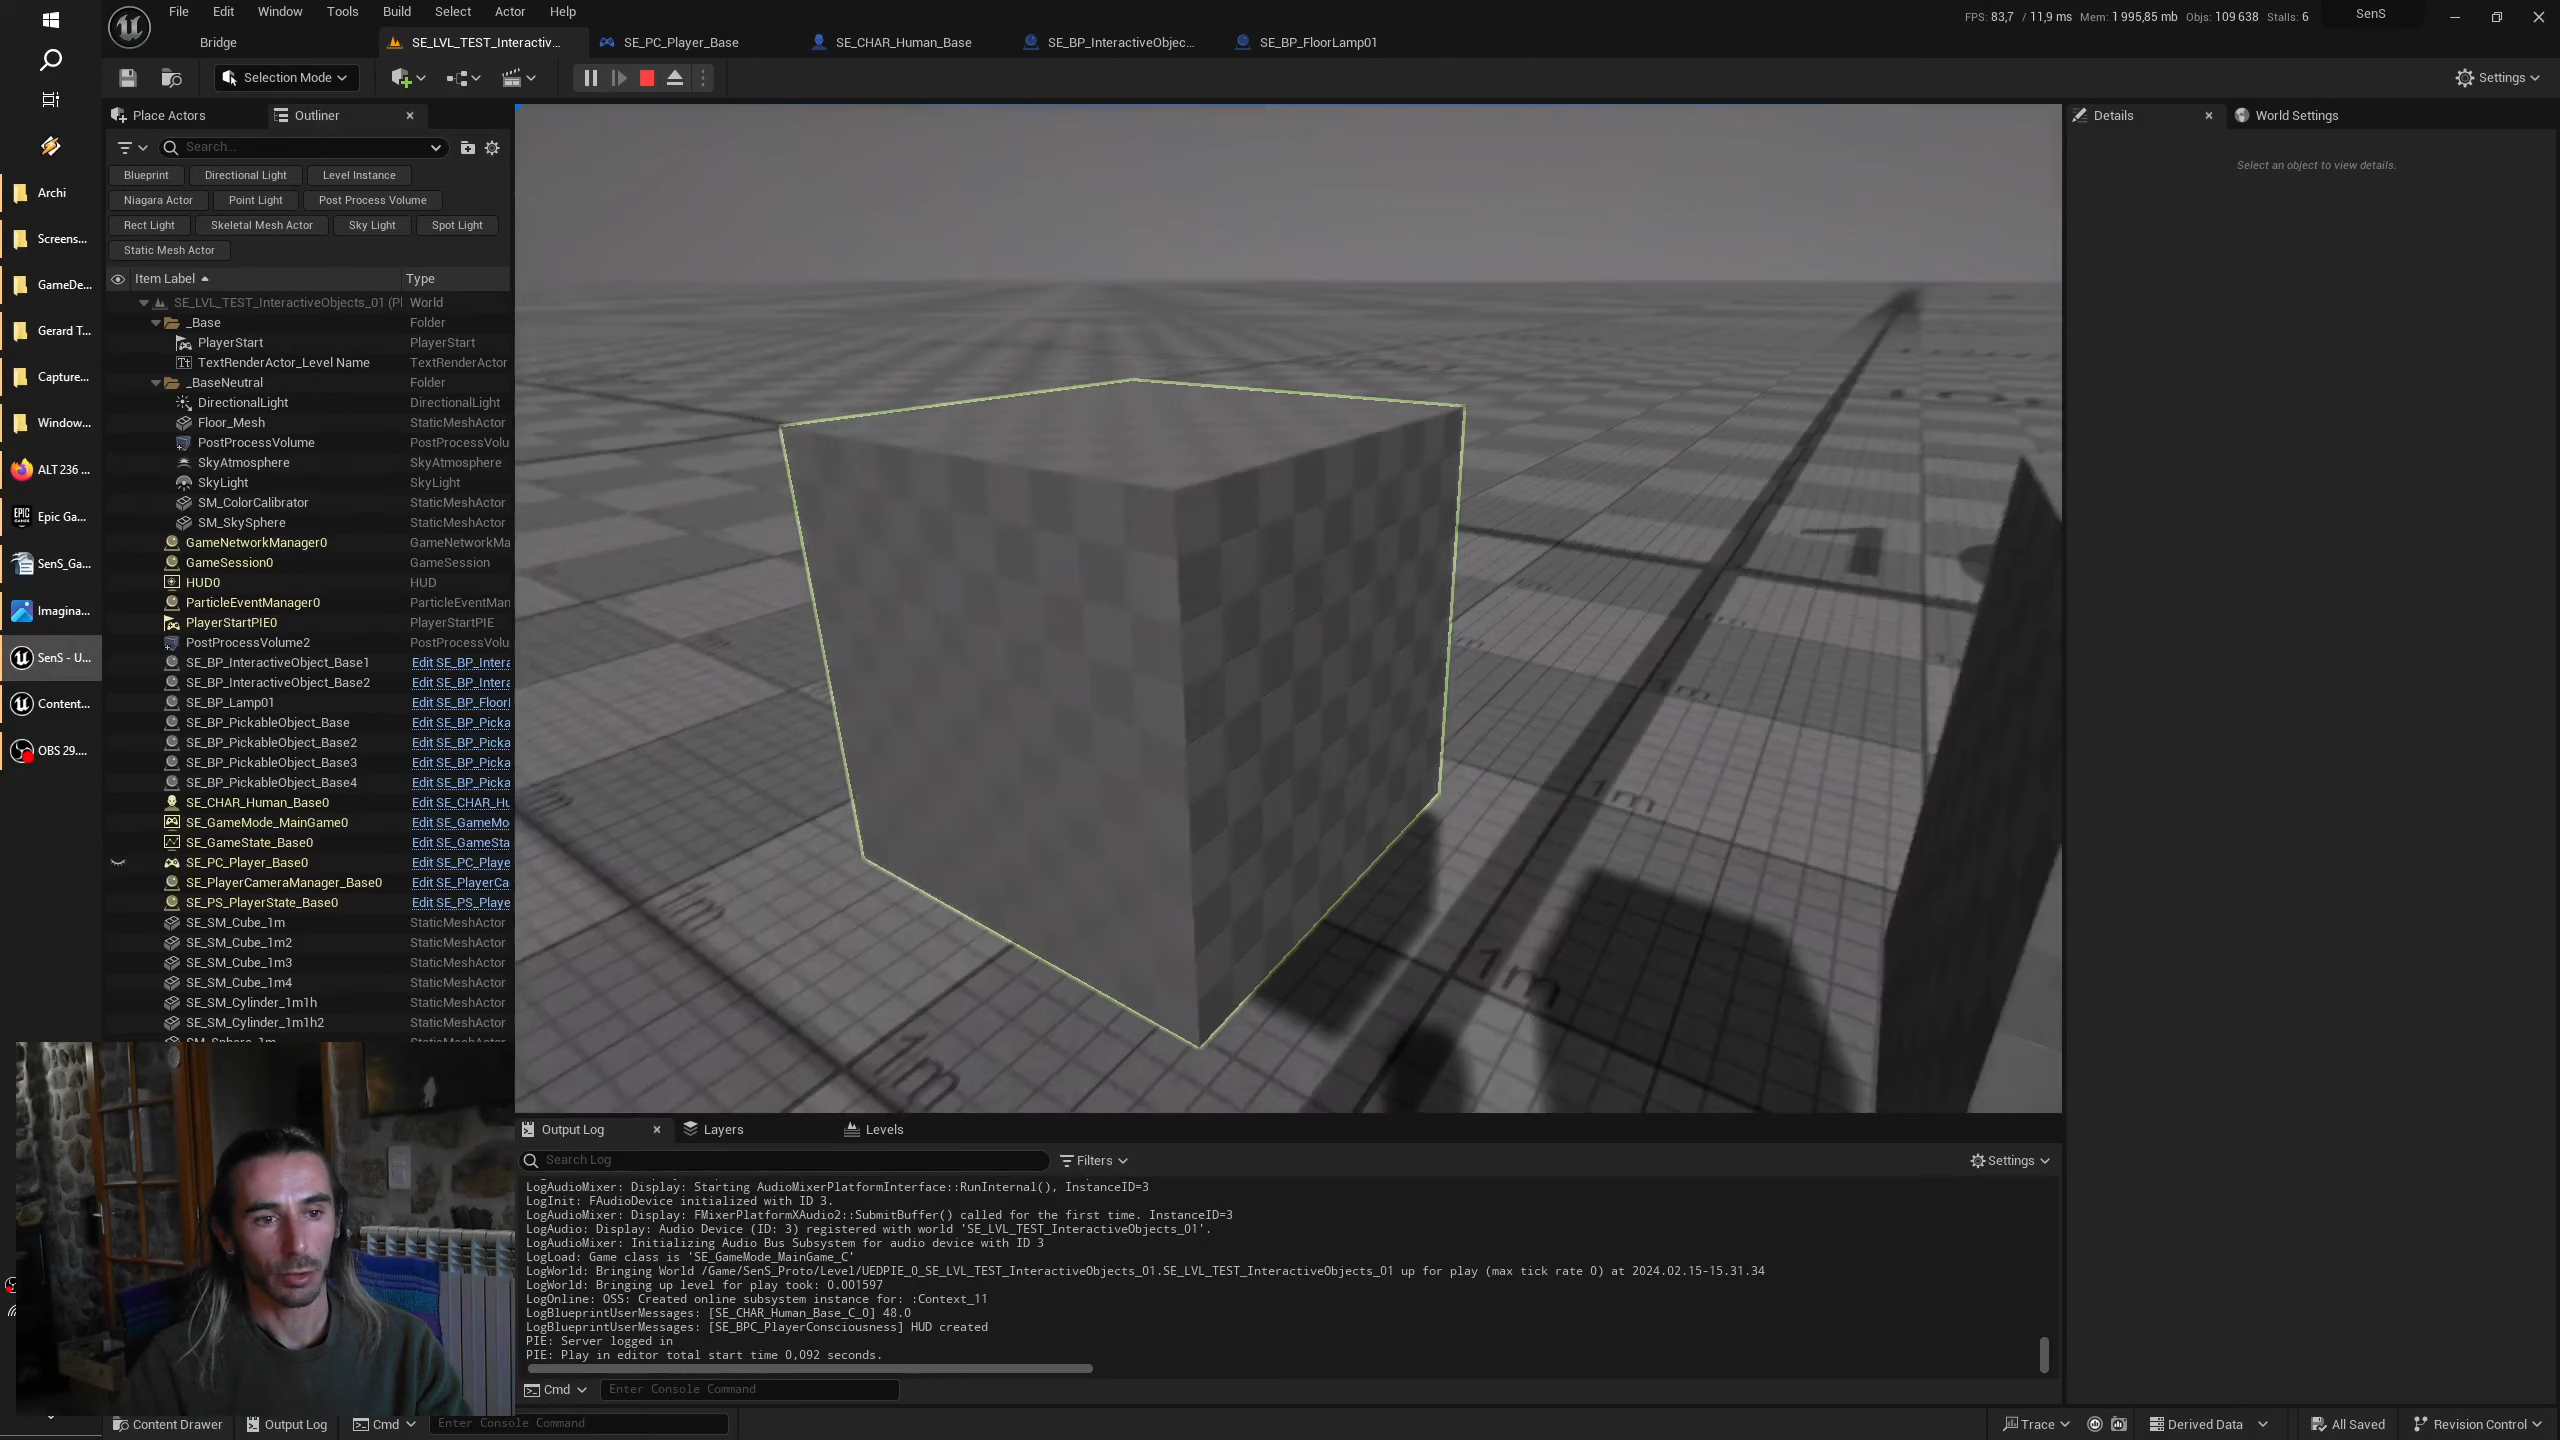 File Edit Window Tools Build Select Actor Help
FPS: 83,7 / 11,9 ms Mem: 1 995,85 mb Objs: 109 638 Stalls: 6
SenS
Bridge
SE_LVL_TEST_Interactiv...
SE_PC_Player_Base
SE_CHAR_Human_Base
SE_BP_InteractiveObjec...
SE_BP_FloorLamp01
Selection Mode
Settings
Archi
Screens...
GameDe...
Gerard T...
Capture...
Window...
ALT 236 ...
Epic Ga...
SenS_Ga...
Imagina...
SenS - U...
Content...
OBS 29....
Place Actors
Outliner
Search...
Blueprint Directional Light Level Instance
Niagara Actor Point Light Post Process Volume
Rect Light Skeletal Mesh Actor Sky Light Spot Light
Static Mesh Actor
Item Label Type
SE_LVL_TEST_InteractiveObjects_01 (Pl World
_Base Folder
PlayerStart PlayerStart
TextRenderActor_Level Name TextRenderActor
_BaseNeutral Folder
DirectionalLight DirectionalLight
Floor_Mesh StaticMeshActor
PostProcessVolume PostProcessVolu
SkyAtmosphere SkyAtmosphere
SkyLight SkyLight
SM_ColorCalibrator StaticMeshActor
SM_SkySphere StaticMeshActor
GameNetworkManager0 GameNetworkMa
GameSession0 GameSession
HUD0 HUD
ParticleEventManager0 ParticleEventMan
PlayerStartPIE0 PlayerStartPIE
PostProcessVolume2 PostProcessVolu
SE_BP_InteractiveObject_Base1 Edit SE_BP_Intera
SE_BP_InteractiveObject_Base2 Edit SE_BP_Intera
SE_BP_Lamp01 Edit SE_BP_Floorl
SE_BP_PickableObject_Base Edit SE_BP_Picka
SE_BP_PickableObject_Base2 Edit SE_BP_Picka
SE_BP_PickableObject_Base3 Edit SE_BP_Picka
SE_BP_PickableObject_Base4 Edit SE_BP_Picka
SE_CHAR_Human_Base0 Edit SE_CHAR_Hu
SE_GameMode_MainGame0 Edit SE_GameMo
SE_GameState_Base0 Edit SE_GameSta
SE_PC_Player_Base0 Edit SE_PC_Playe
SE_PlayerCameraManager_Base0 Edit SE_PlayerCa
SE_PS_PlayerState_Base0 Edit SE_PS_Playe
SE_SM_Cube_1m StaticMeshActor
SE_SM_Cube_1m2 StaticMeshActor
SE_SM_Cube_1m3 StaticMeshActor
SE_SM_Cube_1m4 StaticMeshActor
SE_SM_Cylinder_1m1h StaticMeshActor
SE_SM_Cylinder_1m1h2 StaticMeshActor
1m
1m
1m
Details
World Settings
Select an object to view details.
Output Log
Layers
Levels
Search Log
Filters
Settings
LogAudioMixer: Display: Starting AudioMixerPlatformInterface::RunInternal(), InstanceID=3
LogInit: FAudioDevice initialized with ID 3.
LogAudioMixer: Display: FMixerPlatformXAudio2::SubmitBuffer() called for the first time. InstanceID=3
LogAudio: Display: Audio Device (ID: 3) registered with world 'SE_LVL_TEST_InteractiveObjects_01'.
LogAudioMixer: Initializing Audio Bus Subsystem for audio device with ID 3
LogLoad: Game class is 'SE_GameMode_MainGame_C'
LogWorld: Bringing World /Game/SenS_Proto/Level/UEDPIE_0_SE_LVL_TEST_InteractiveObjects_01.SE_LVL_TEST_InteractiveObjects_01 up for play (max tick rate 0) at 2024.02.15-15.31.34
LogWorld: Bringing up level for play took: 0.001597
LogOnline: OSS: Created online subsystem instance for: :Context_11
LogBlueprintUserMessages: [SE_CHAR_Human_Base_C_0] 48.0
LogBlueprintUserMessages: [SE_BPC_PlayerConsciousness] HUD created
PIE: Server logged in
PIE: Play in editor total start time 0,092 seconds.
Cmd Enter Console Command
Content Drawer Output Log Cmd Enter Console Command
Trace Derived Data All Saved Revision Control